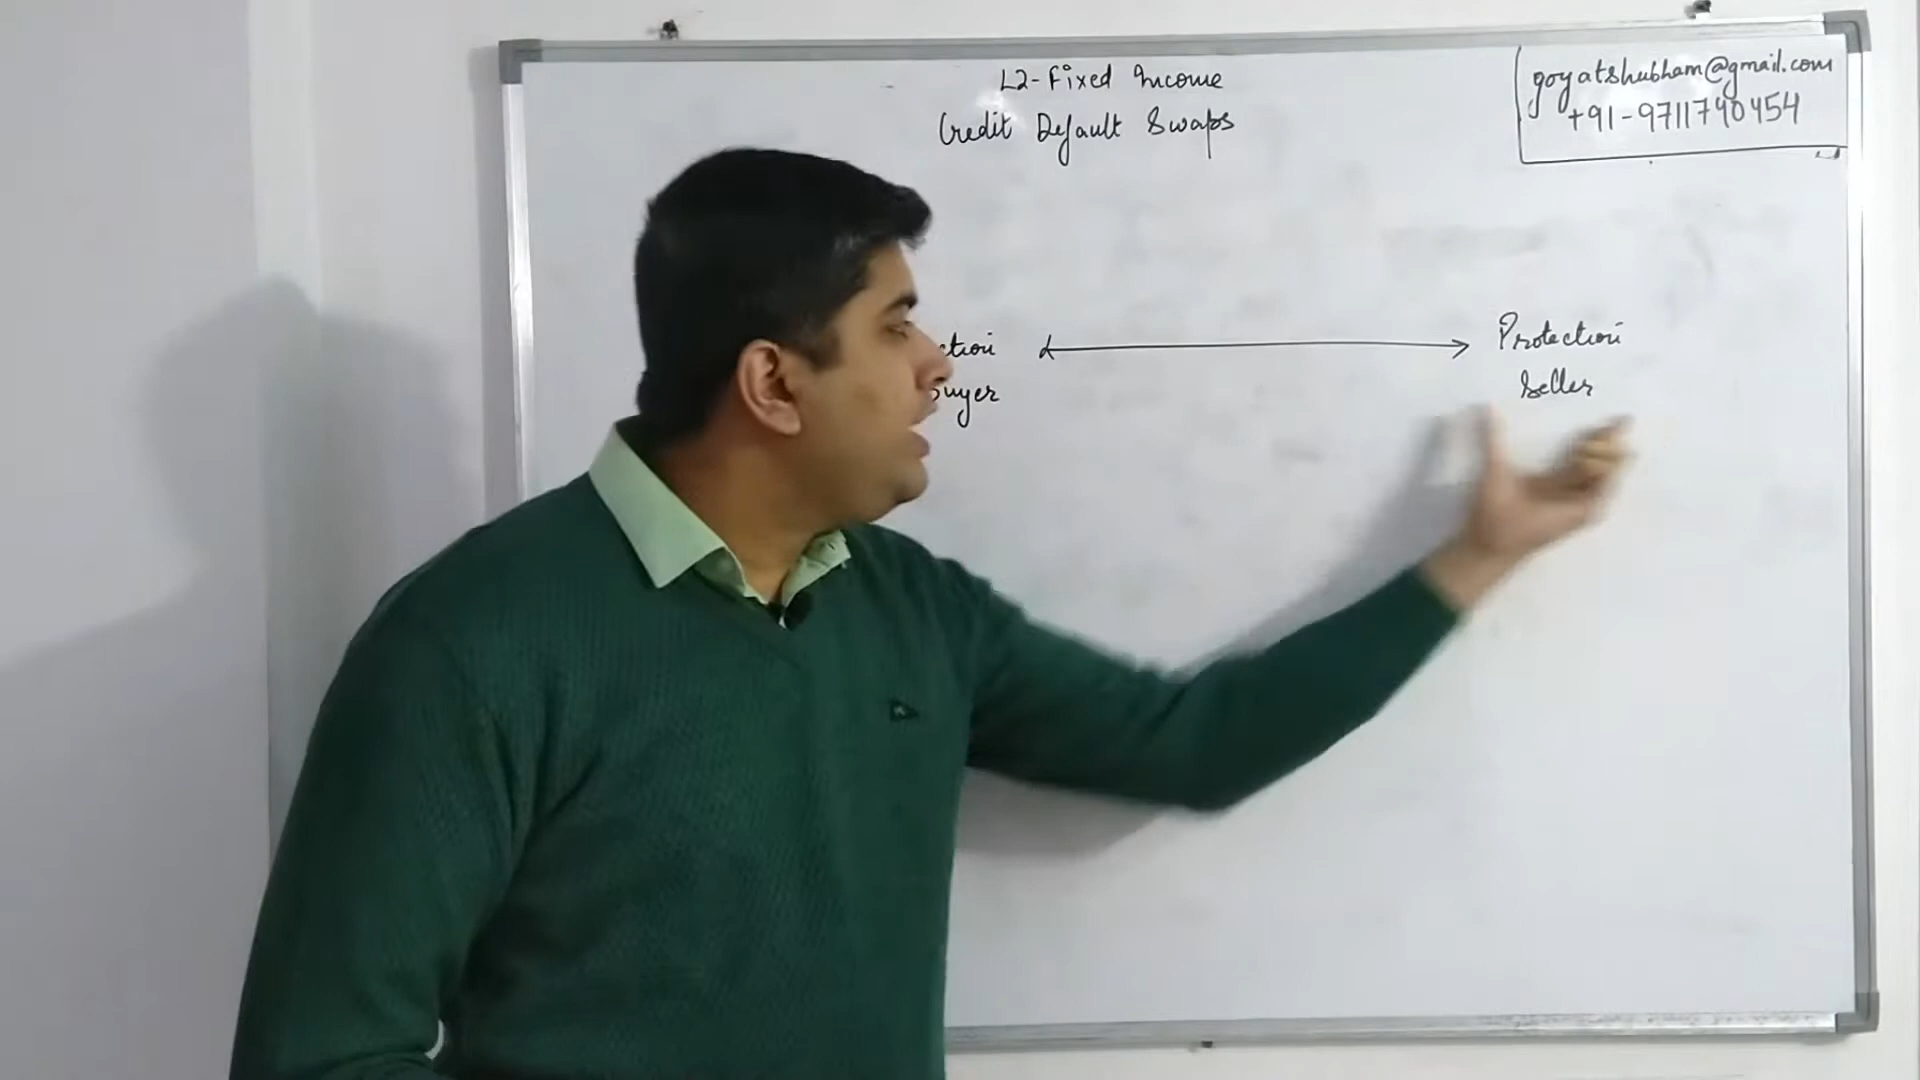 L2-Fixed Income
Credit Default Swaps
goyatshubham@gmail.com
+91-9711740454
Protection
Seller